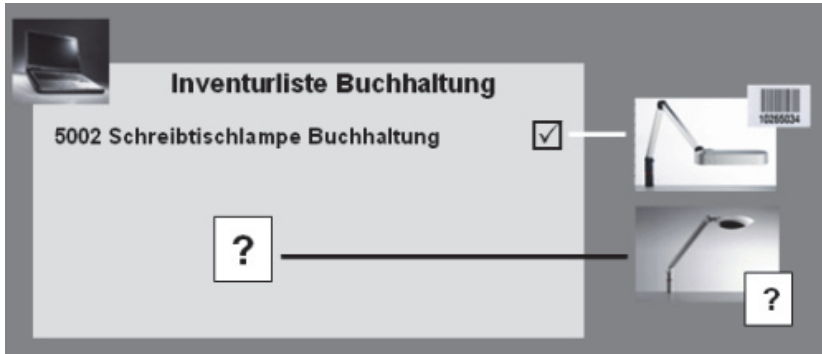 Inventurliste Buchhaltung
5002 Schreibtischlampe Buchhaltung
10265034
?
?